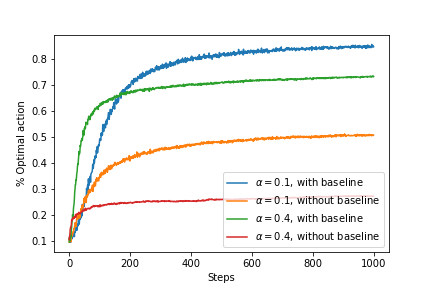 0.8
0.7
0.6
0.5
0.4
0.3
0.2
0.1
% Optimal action
α = 0.1, with baseline
α = 0.1, without baseline
α = 0.4, with baseline
α = 0.4, without baseline
0 200 400 600 800 1000
Steps